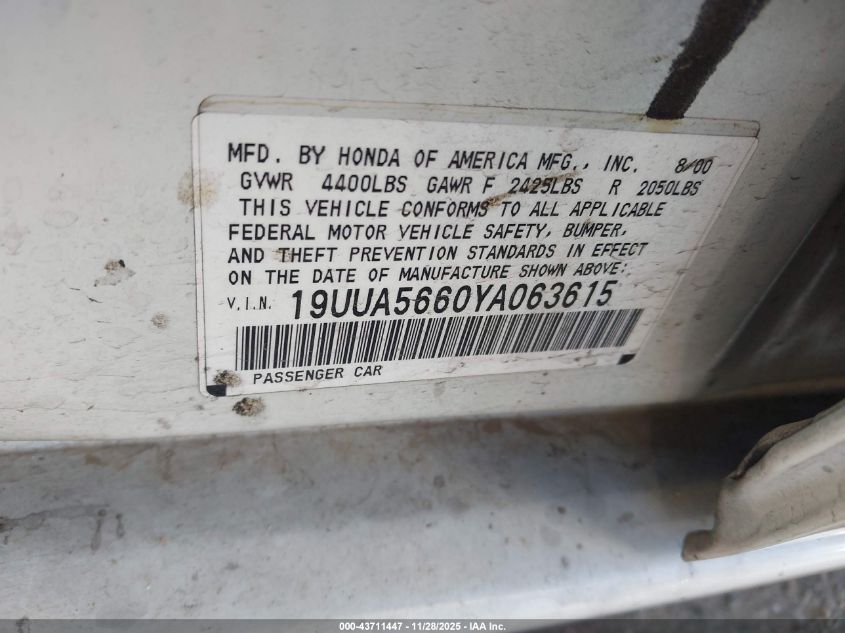 MFD. BY HONDA OF AMERICA MFG., INC. 8/00
GVWR 4400LBS GAWR F 2425LBS R 2050LBS
THIS VEHICLE CONFORMS TO ALL APPLICABLE
FEDERAL MOTOR VEHICLE SAFETY, BUMPER,
AND THEFT PREVENTION STANDARDS IN EFFECT
ON THE DATE OF MANUFACTURE SHOWN ABOVE:
V.I.N. 19UUA5660YA063615
PASSENGER CAR
000-43711447 - 11/28/2025 - IAA Inc.